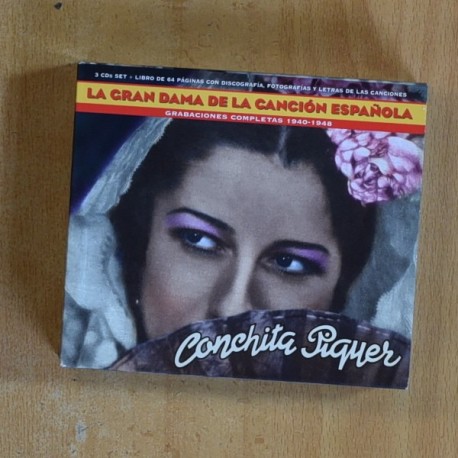 3 CDs SET + LIBRO DE 64 PÁGINAS CON DISCOGRAFÍA, FOTOGRAFÍAS Y LETRAS DE LAS CANCIONES
LA GRAN DAMA DE LA CANCIÓN ESPAÑOLA
GRABACIONES COMPLETAS 1940-1948
Conchita Piquer